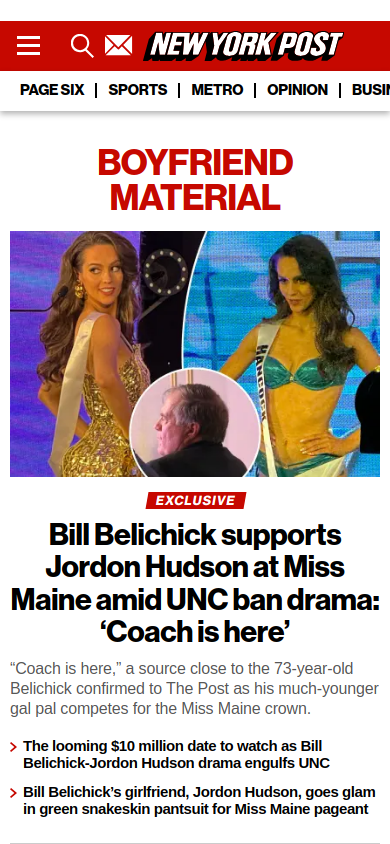 NEW YORK POST
PAGE SIX | SPORTS | METRO | OPINION | BUSI
BOYFRIEND
MATERIAL
HANCOCK
EXCLUSIVE
Bill Belichick supports
Jordon Hudson at Miss
Maine amid UNC ban drama:
‘Coach is here’
“Coach is here,” a source close to the 73-year-old
Belichick confirmed to The Post as his much-younger
gal pal competes for the Miss Maine crown.
The looming $10 million date to watch as Bill
Belichick-Jordon Hudson drama engulfs UNC
Bill Belichick’s girlfriend, Jordon Hudson, goes glam
in green snakeskin pantsuit for Miss Maine pageant